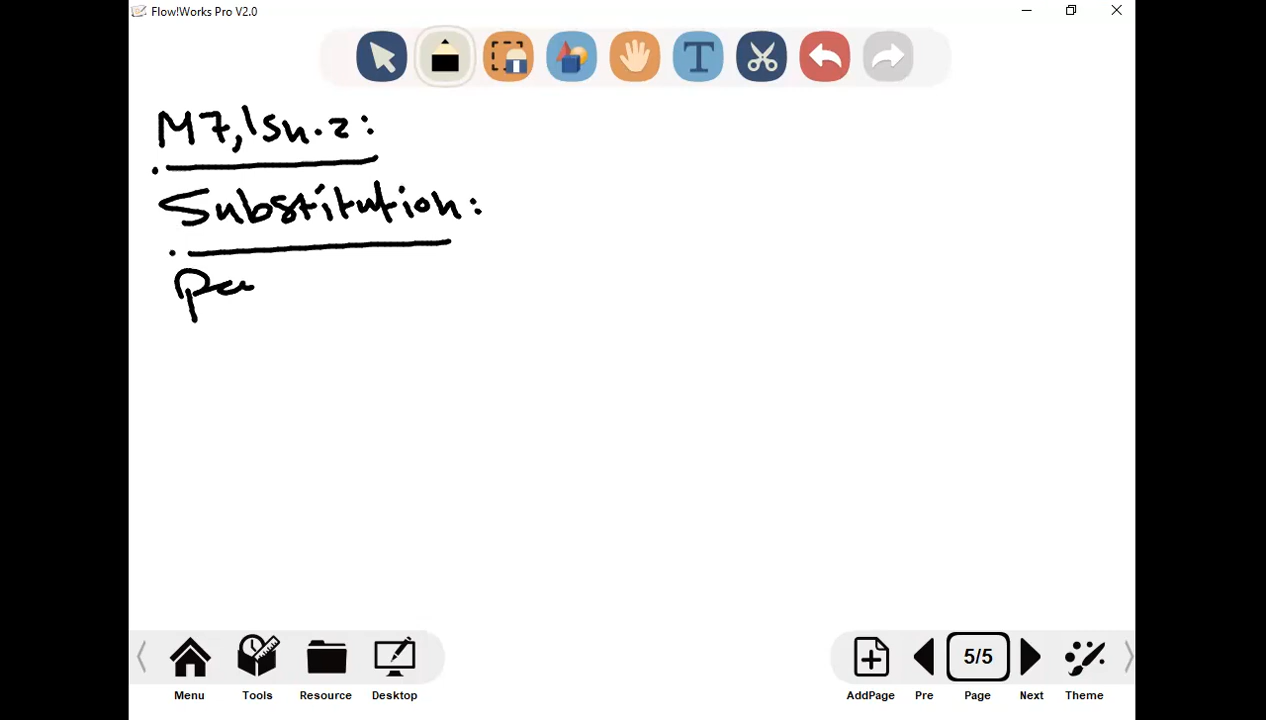 Flow!Works Pro V2.0
T
M7,lsn.2:
Substitution:
Menu
Tools
Resource
Desktop
5/5
AddPage
Pre
Page
Next
Theme